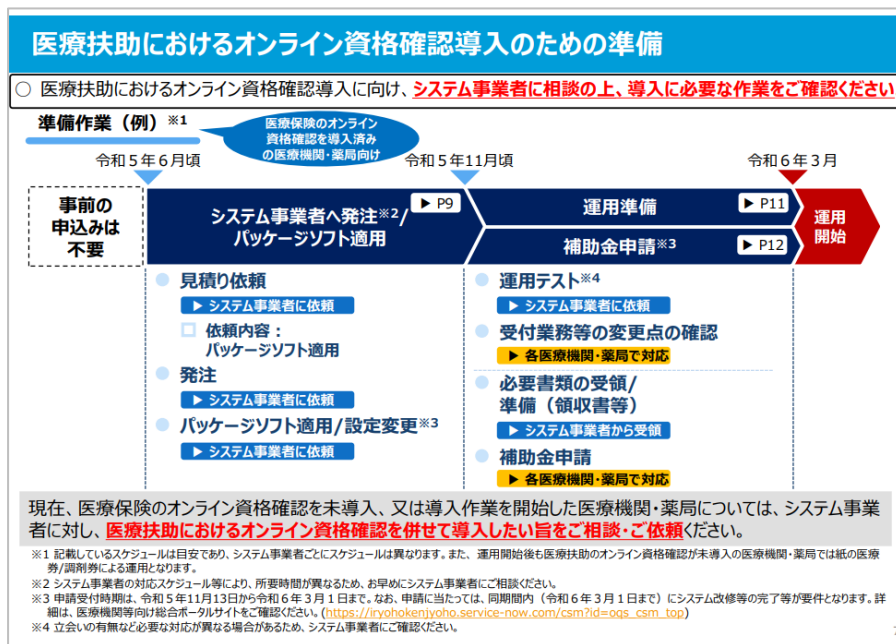 医療扶助におけるオンライン資格確認導入のための準備
○ 医療扶助におけるオンライン資格確認導入に向け、システム事業者に相談の上、導入に必要な作業をご確認ください
準備作業（例）※1
医療保険のオンライン
資格確認を導入済み
の医療機関・薬局向け
令和５年６月頃
令和５年11月頃
令和６年３月
事前の
申込みは
不要
システム事業者へ発注※2/
パッケージソフト適用
▶ P9
運用準備
▶ P11
補助金申請※3
▶ P12
運用
開始
見積り依頼
▶ システム事業者に依頼
依頼内容：
パッケージソフト適用
発注
▶ システム事業者に依頼
パッケージソフト適用/設定変更※3
▶ システム事業者に依頼
運用テスト※4
▶ システム事業者に依頼
受付業務等の変更点の確認
▶ 各医療機関・薬局で対応
必要書類の受領/
準備（領収書等）
▶ システム事業者から受領
補助金申請
▶ 各医療機関・薬局で対応
現在、医療保険のオンライン資格確認を未導入、又は導入作業を開始した医療機関・薬局については、システム事業
者に対し、医療扶助におけるオンライン資格確認を併せて導入したい旨をご相談・ご依頼ください。
※1 記載しているスケジュールは目安であり、システム事業者ごとにスケジュールは異なります。また、運用開始後も医療扶助のオンライン資格確認が未導入の医療機関・薬局では紙の医療
券/調剤券による運用となります。
※2 システム事業者の対応スケジュール等により、所要時間が異なるため、お早めにシステム事業者にご相談ください。
※3 申請受付時期は、令和５年11月13日から令和６年３月１日まで。なお、申請に当たっては、同期間内（令和６年３月１日まで）にシステム改修等の完了等が要件となります。詳
細は、医療機関等向け総合ポータルサイトをご確認ください。(https://iryohokenjyoho.service-now.com/csm?id=oqs_csm_top)
※4 立会いの有無など必要な対応が異なる場合があるため、システム事業者にご確認ください。